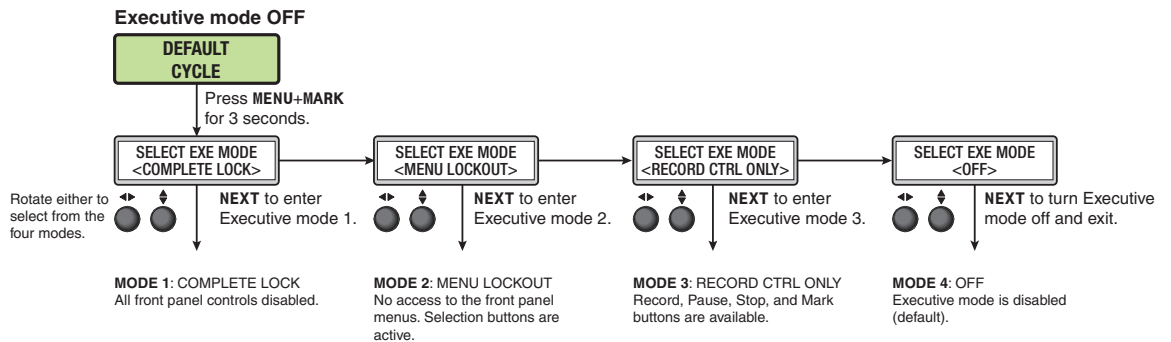 Executive mode OFF
DEFAULT
CYCLE
Press MENU+MARK
for 3 seconds.
SELECT EXE MODE
<COMPLETE LOCK>
SELECT EXE MODE
<MENU LOCKOUT>
SELECT EXE MODE
<RECORD CTRL ONLY>
SELECT EXE MODE
<OFF>
Rotate either to
select from the
four modes.
NEXT to enter
Executive mode 1.
NEXT to enter
Executive mode 2.
NEXT to enter
Executive mode 3.
NEXT to turn Executive
mode off and exit.
MODE 1: COMPLETE LOCK
All front panel controls disabled.
MODE 2: MENU LOCKOUT
No access to the front panel
menus. Selection buttons are
active.
MODE 3: RECORD CTRL ONLY
Record, Pause, Stop, and Mark
buttons are available.
MODE 4: OFF
Executive mode is disabled
(default).